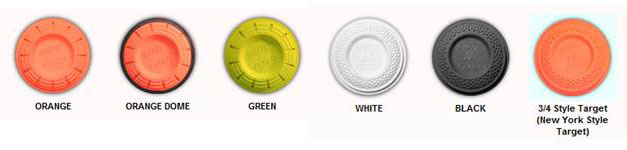 ORANGE
ORANGE DOME
GREEN
WHITE
BLACK
3/4 Style Target
(New York Style
Target)